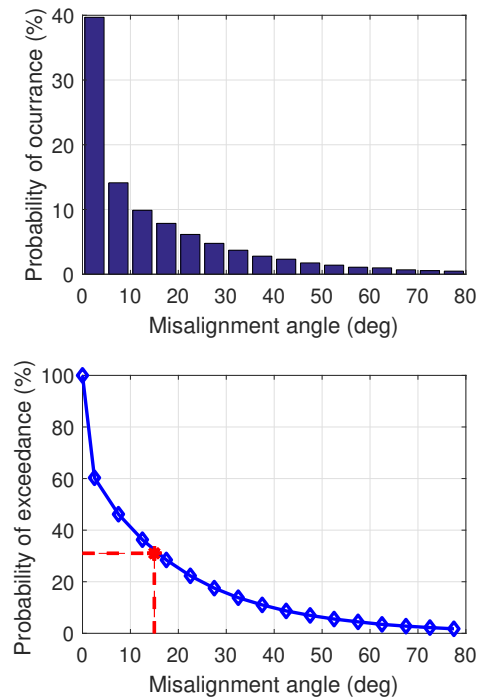 40
30
20
10
0
Probability of ocurrance (%)
0 10 20 30 40 50 60 70 80
Misalignment angle (deg)
100
80
60
40
20
0
Probability of exceedance (%)
0 10 20 30 40 50 60 70 80
Misalignment angle (deg)